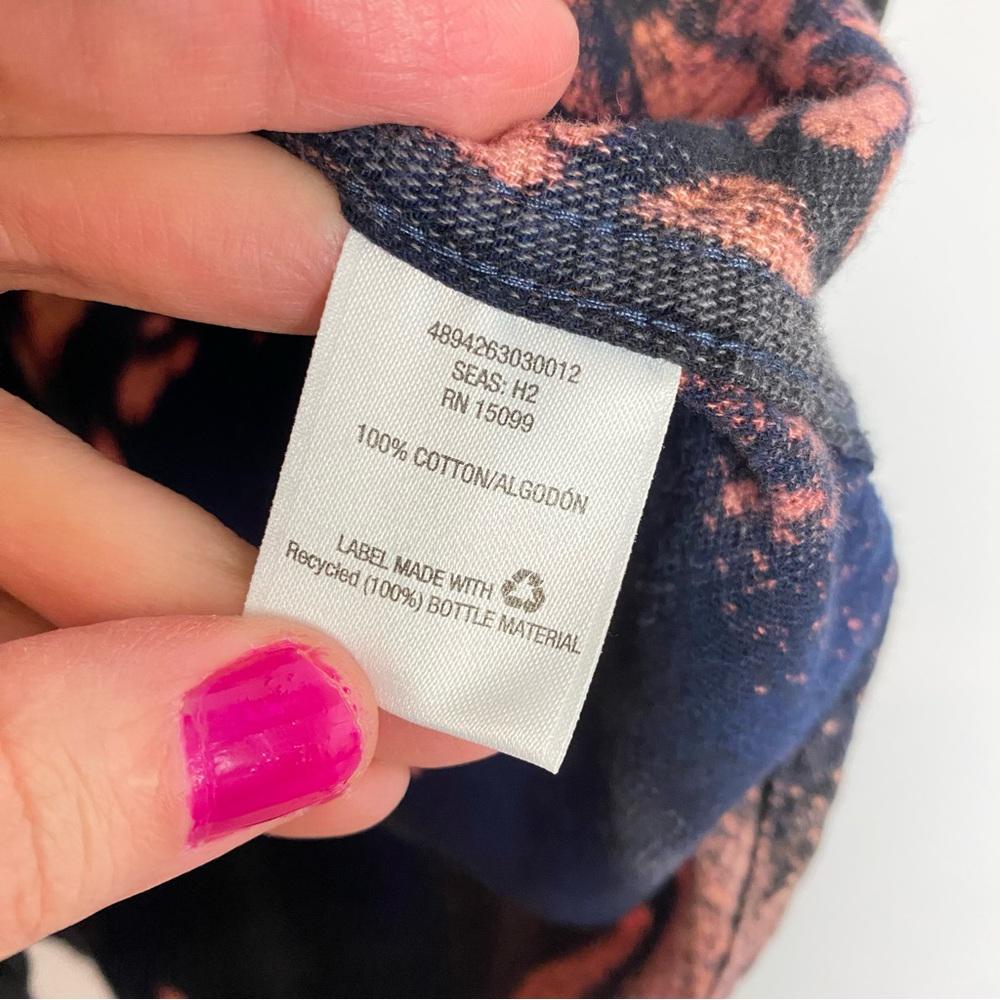 4894263030012
SEAS: H2
RN 15099
100% COTTON/ALGODÓN
LABEL MADE WITH
Recycled (100%) BOTTLE MATERIAL